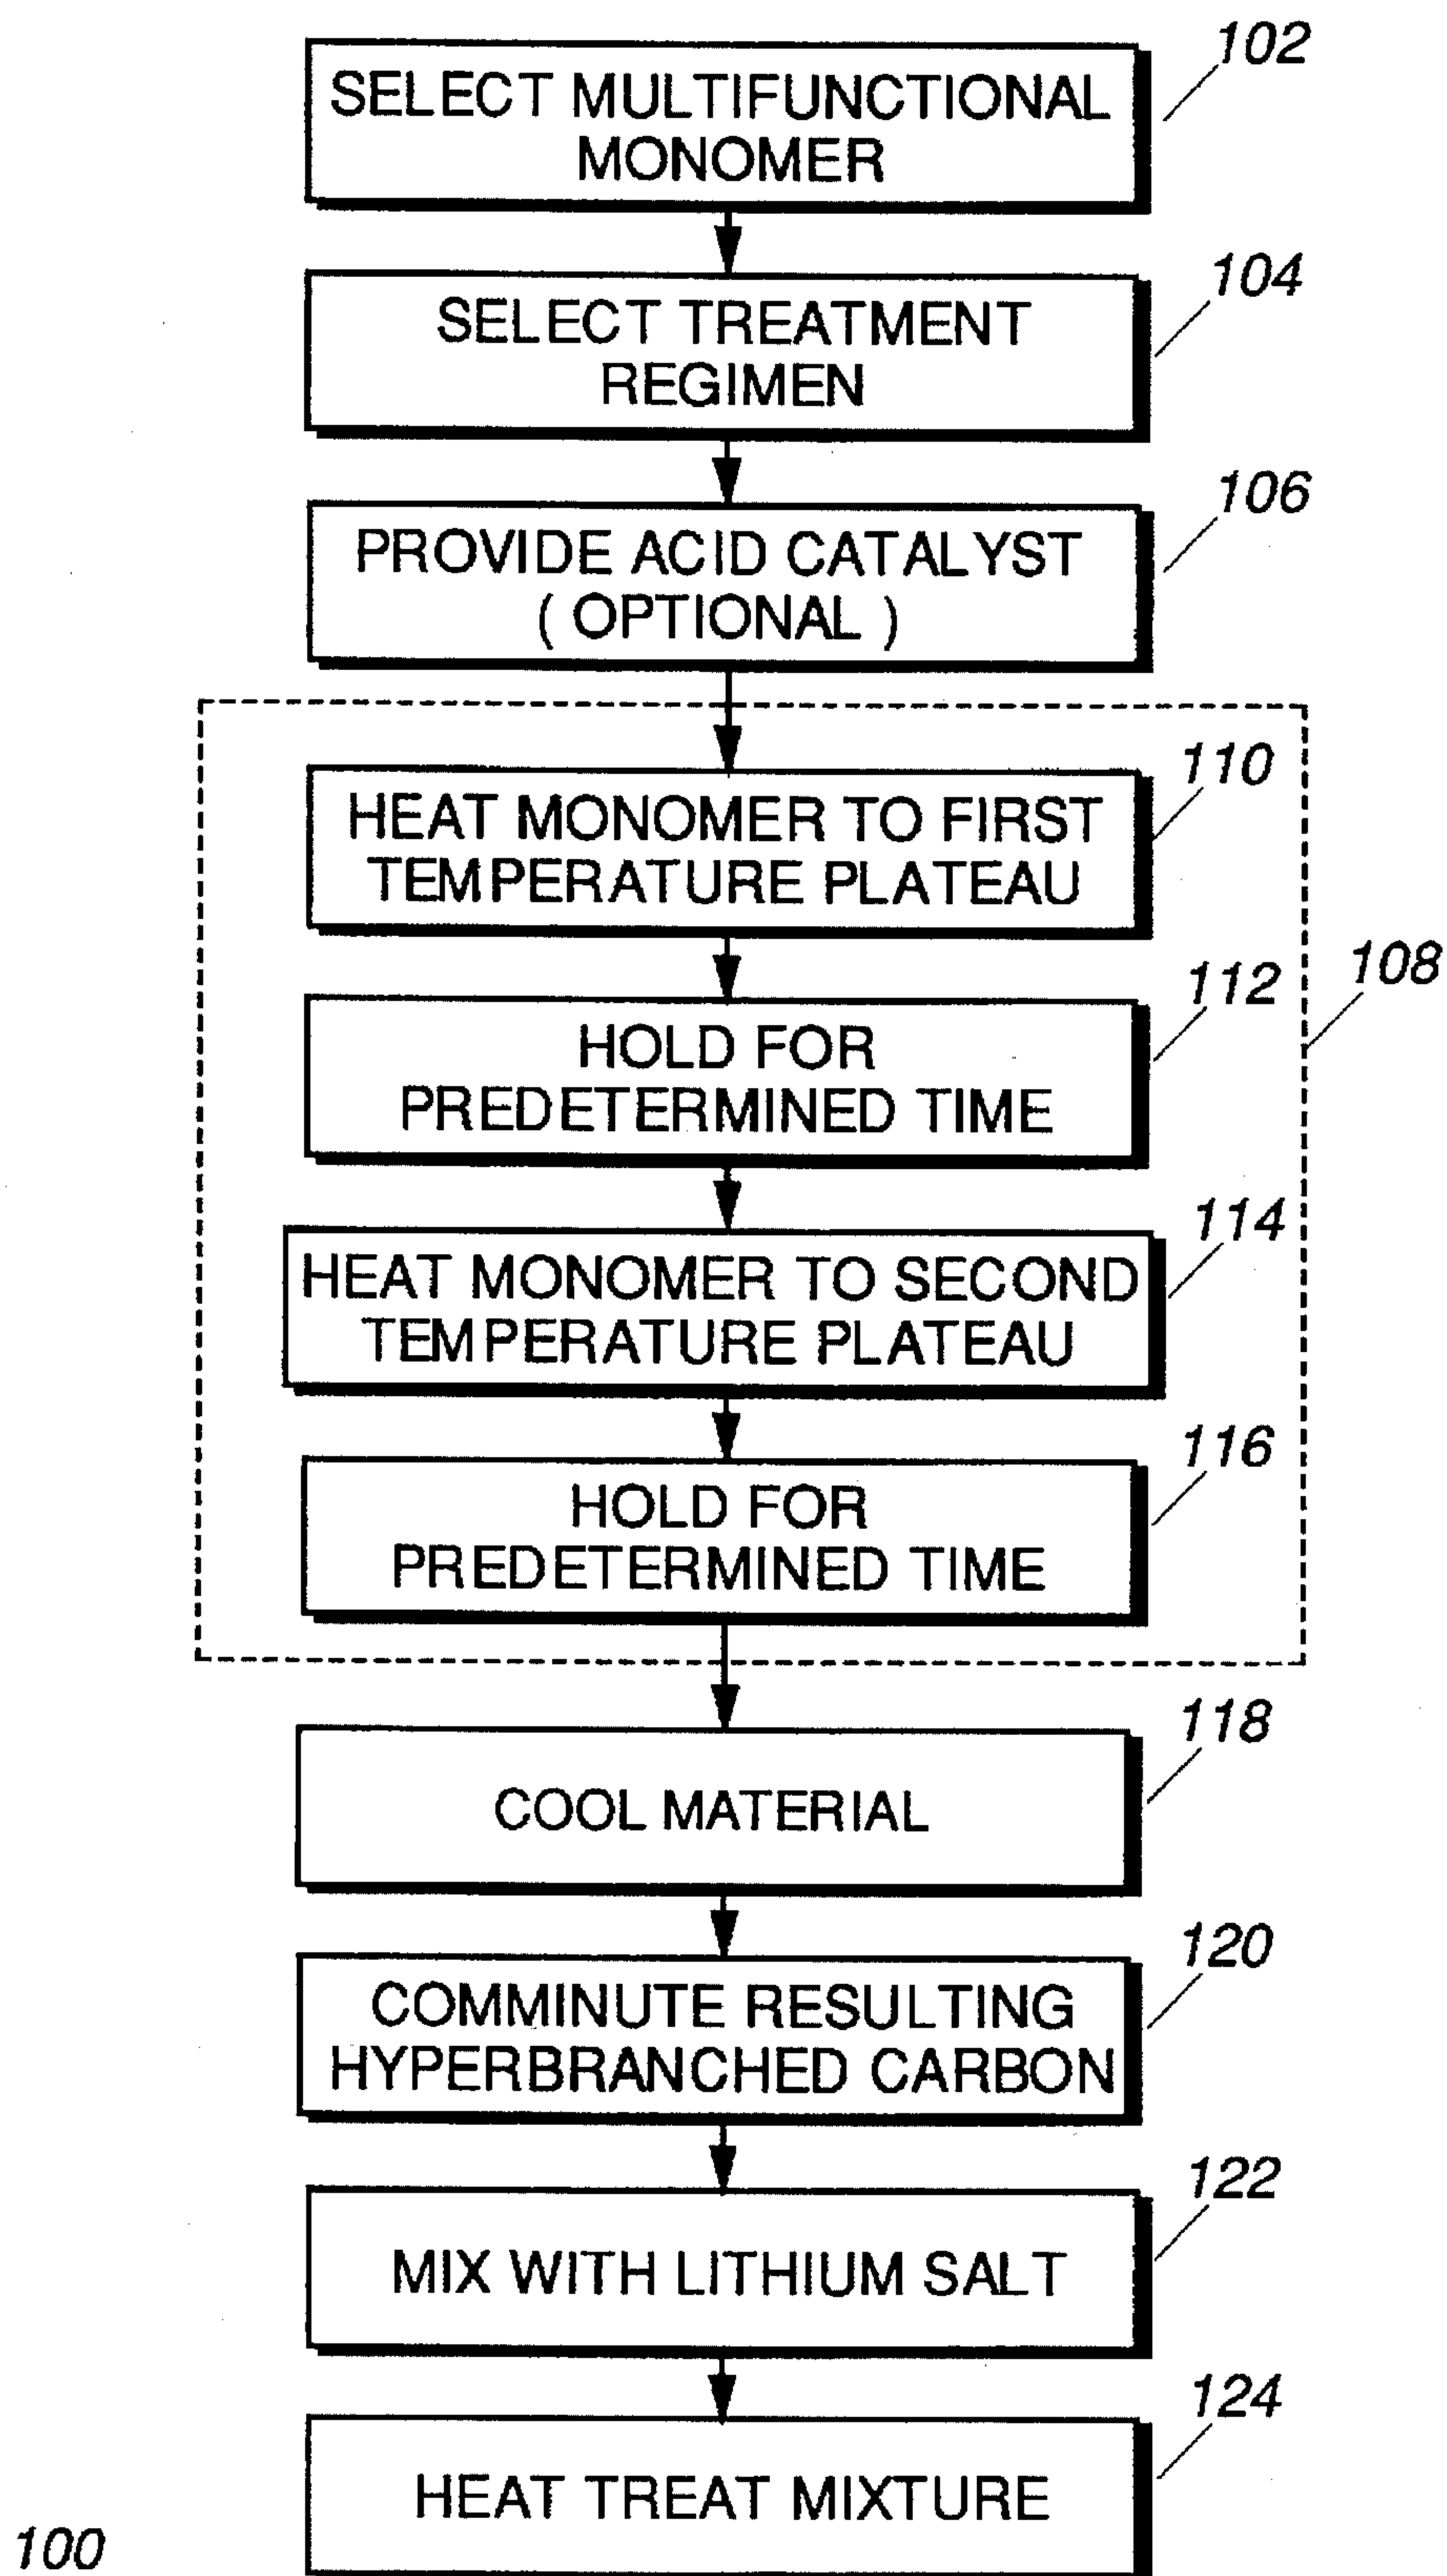 102
SELECT MULTIFUNCTIONAL
MONOMER
104
SELECT TREATMENT
REGIMEN
106
PROVIDE ACID CATALYST
( OPTIONAL )
110
HEAT MONOMER TO FIRST
TEMPERATURE PLATEAU
108
112
HOLD FOR
PREDETERMINED TIME
114
HEAT MONOMER TO SECOND
TEMPERATURE PLATEAU
116
HOLD FOR
PREDETERMINED TIME
118
COOL MATERIAL
120
COMMINUTE RESULTING
HYPERBRANCHED CARBON
122
MIX WITH LITHIUM SALT
124
HEAT TREAT MIXTURE
100